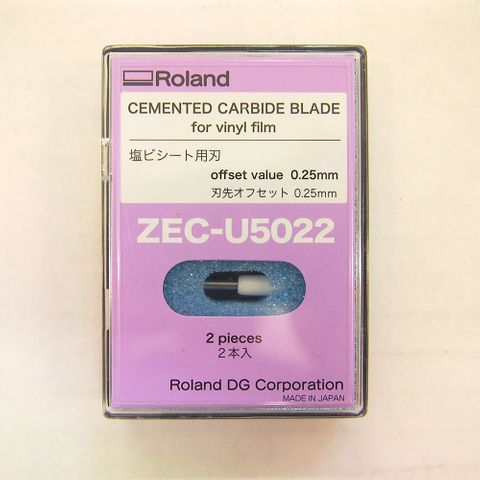 Roland
CEMENTED CARBIDE BLADE
for vinyl film
塩ビシート用刃
offset value 0.25mm
刃先オフセット 0.25mm
ZEC-U5022
2 pieces
2本入
Roland DG Corporation
MADE IN JAPAN